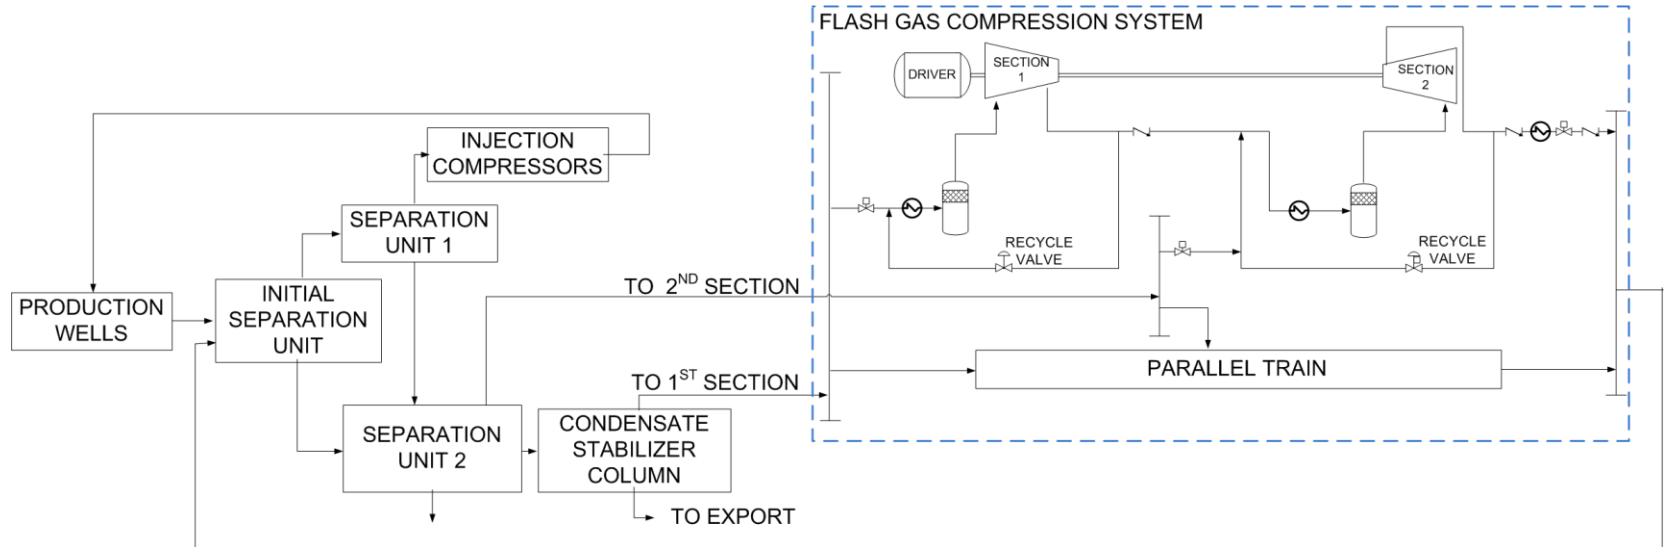 FLASH GAS COMPRESSION SYSTEM
DRIVER
SECTION
1
SECTION
2
INJECTION
COMPRESSORS
SEPARATION
UNIT 1
RECYCLE
VALVE
RECYCLE
VALVE
PRODUCTION
WELLS
INITIAL
SEPARATION
UNIT
TO 2ND SECTION
PARALLEL TRAIN
TO 1ST SECTION
SEPARATION
UNIT 2
CONDENSATE
STABILIZER
COLUMN
TO EXPORT